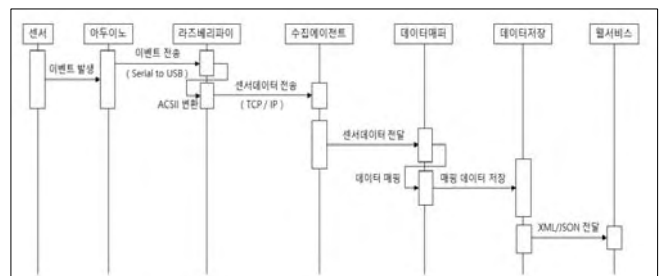 센서 아두이노 라즈베리파이 수집에이전트 데이터매퍼 데이터저장 웹서비스
이벤트 전송
이벤트 발생
( Serial to USB )
센서데이터 전송
ACSII 변환
( TCP / IP )
센서데이터 전달
데이터 매핑
매핑 데이터 저장
XML/JSON 전달